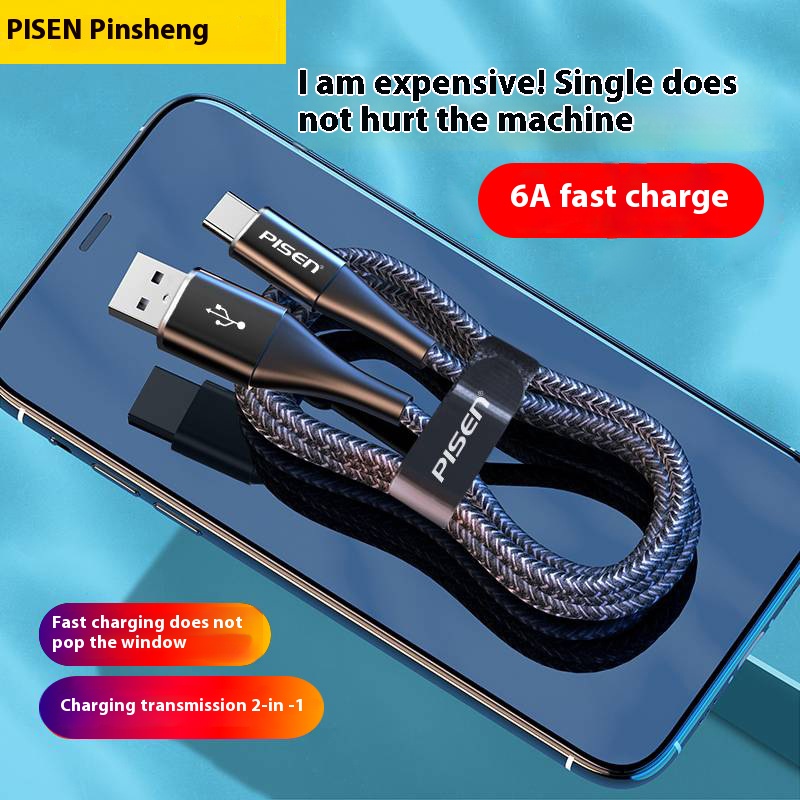 PISEN Pinsheng
I am expensive! Single does
not hurt the machine
6A fast charge
PISEN
PISEN
Fast charging does not
pop the window
Charging transmission 2-in -1